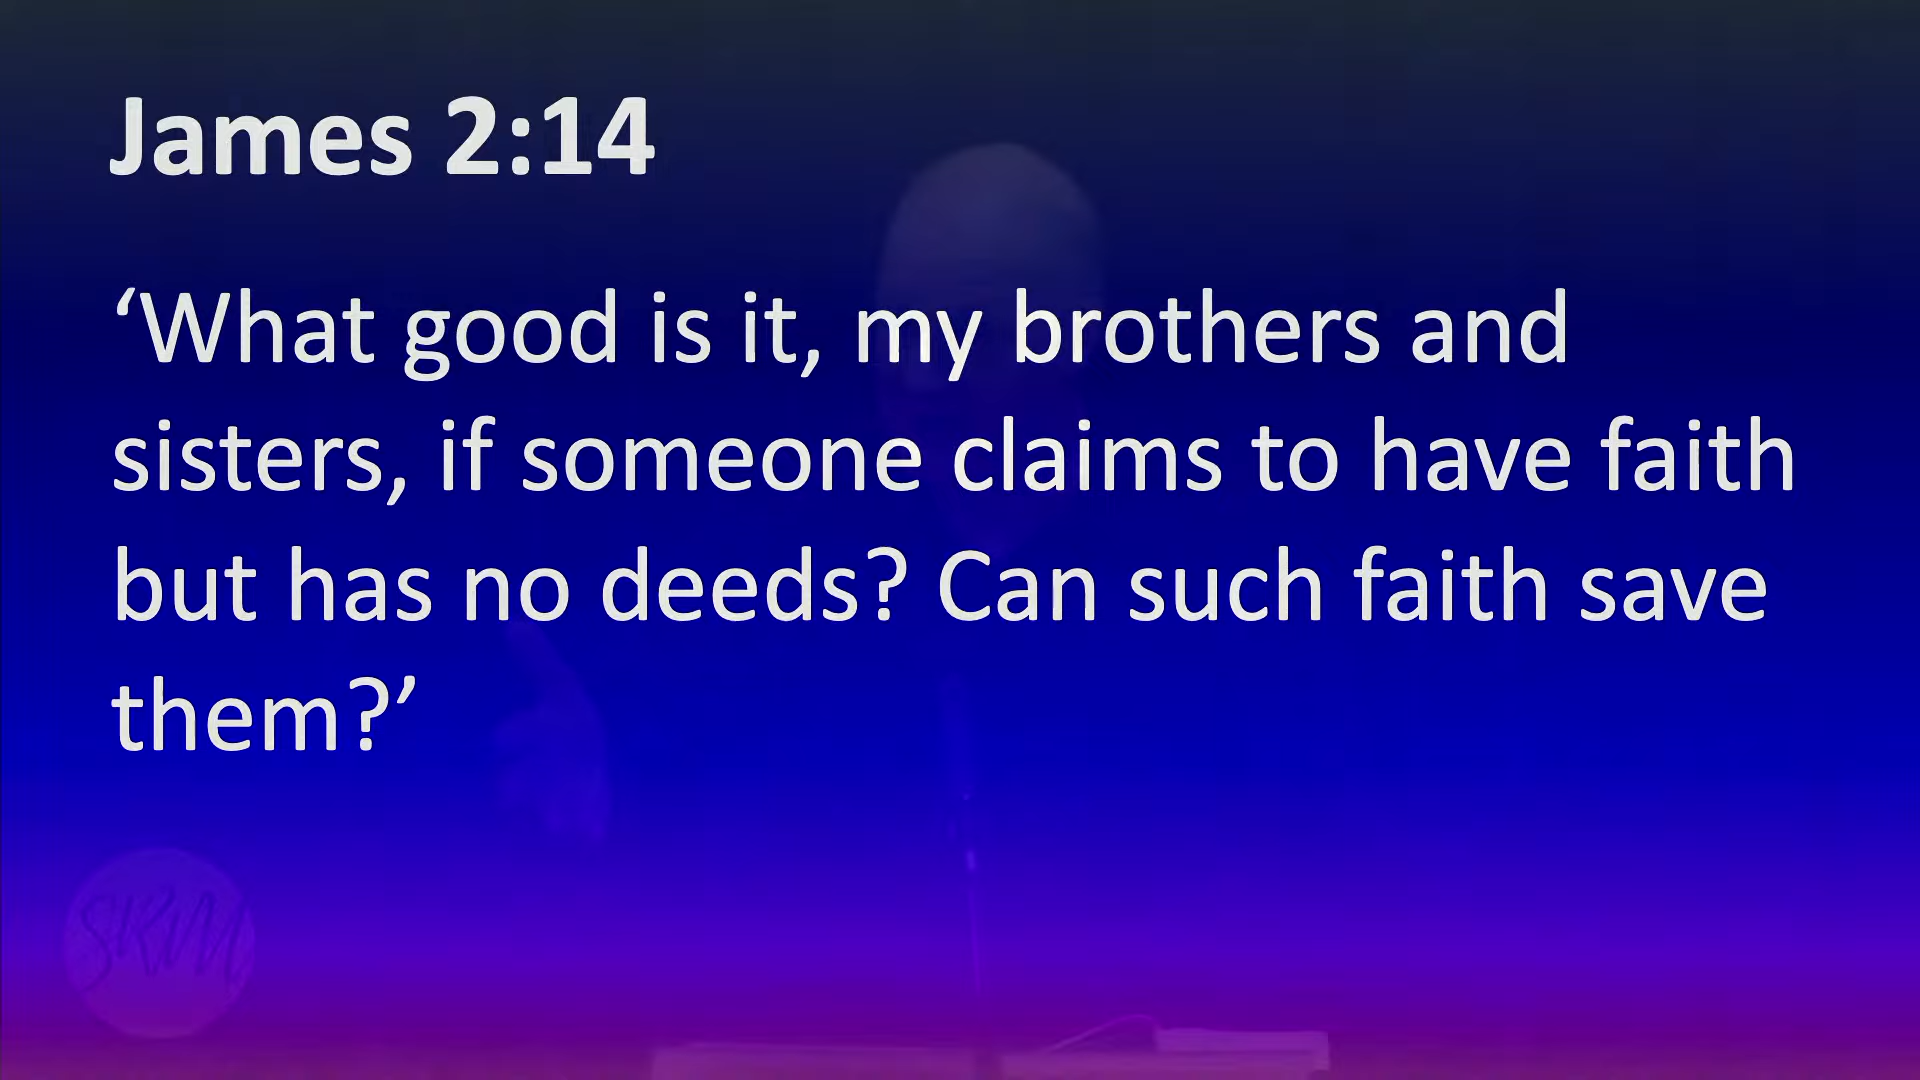 James 2:14
‘What good is it, my brothers and
sisters, if someone claims to have faith
but has no deeds? Can such faith save
them?’
SRM